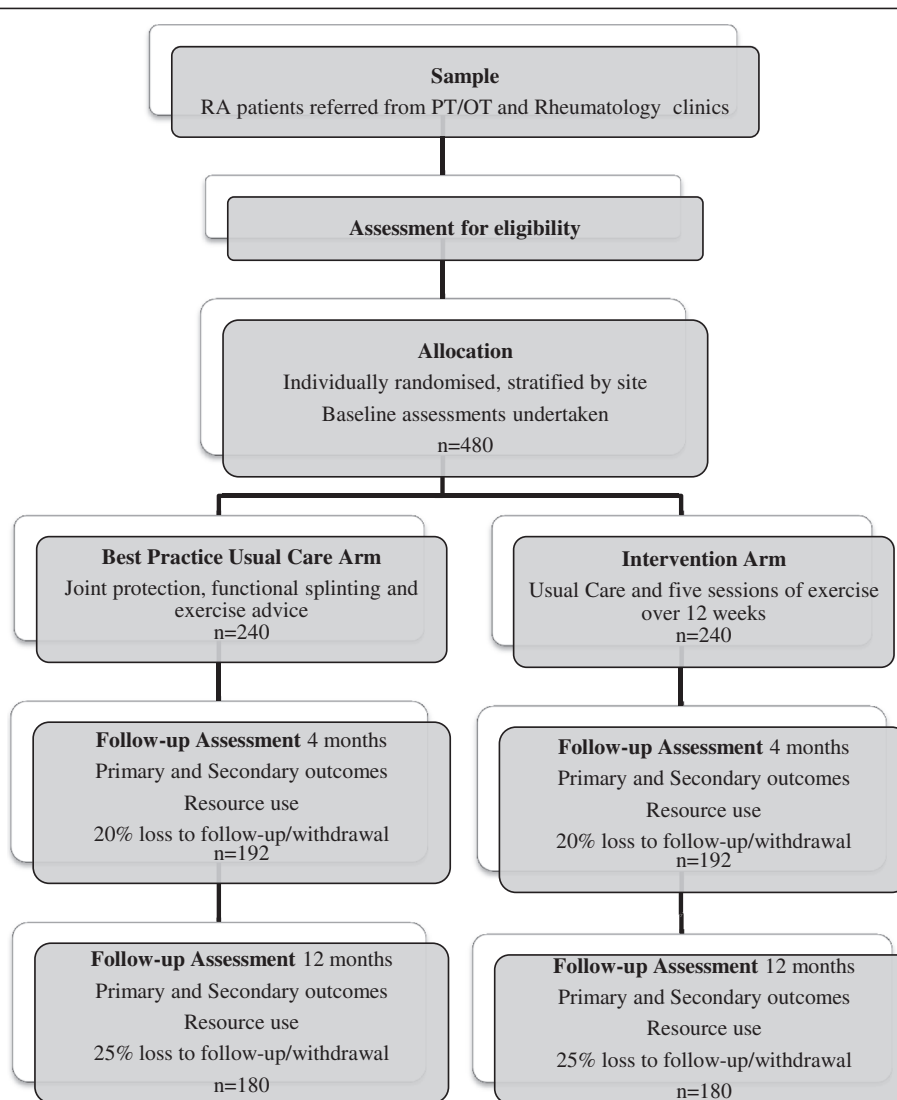 Sample
RA patients referred from PT/OT and Rheumatology clinics
Assessment for eligibility
Allocation
Individually randomised, stratified by site
Baseline assessments undertaken
n=480
Best Practice Usual Care Arm
Joint protection, functional splinting and
exercise advice
n=240
Intervention Arm
Usual Care and five sessions of exercise
over 12 weeks
n=240
Follow-up Assessment 4 months
Primary and Secondary outcomes
Resource use
20% loss to follow-up/withdrawal
n=192
Follow-up Assessment 4 months
Primary and Secondary outcomes
Resource use
20% loss to follow-up/withdrawal
n=192
Follow-up Assessment 12 months
Primary and Secondary outcomes
Resource use
25% loss to follow-up/withdrawal
n=180
Follow-up Assessment 12 months
Primary and Secondary outcomes
Resource use
25% loss to follow-up/withdrawal
n=180